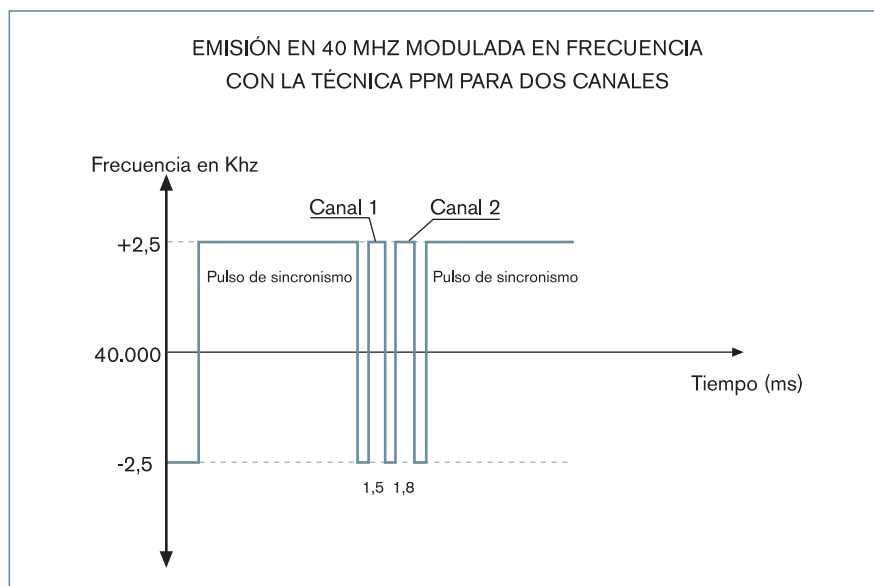 EMISIÓN EN 40 MHZ MODULADA EN FRECUENCIA
CON LA TÉCNICA PPM PARA DOS CANALES
Frecuencia en Khz
Canal 1
Canal 2
+2,5
Pulso de sincronismo
Pulso de sincronismo
40.000
Tiempo (ms)
-2,5
1,5
1,8